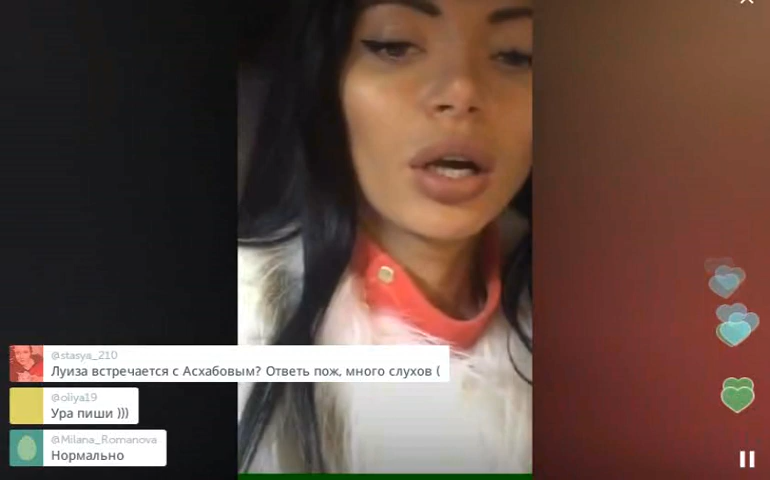 @stasya_210
Луиза встречается с Асхабовым? Ответь пож, много слухов (
@oliya19
Ура пиши )))
@Milana_Romanova
Нормально